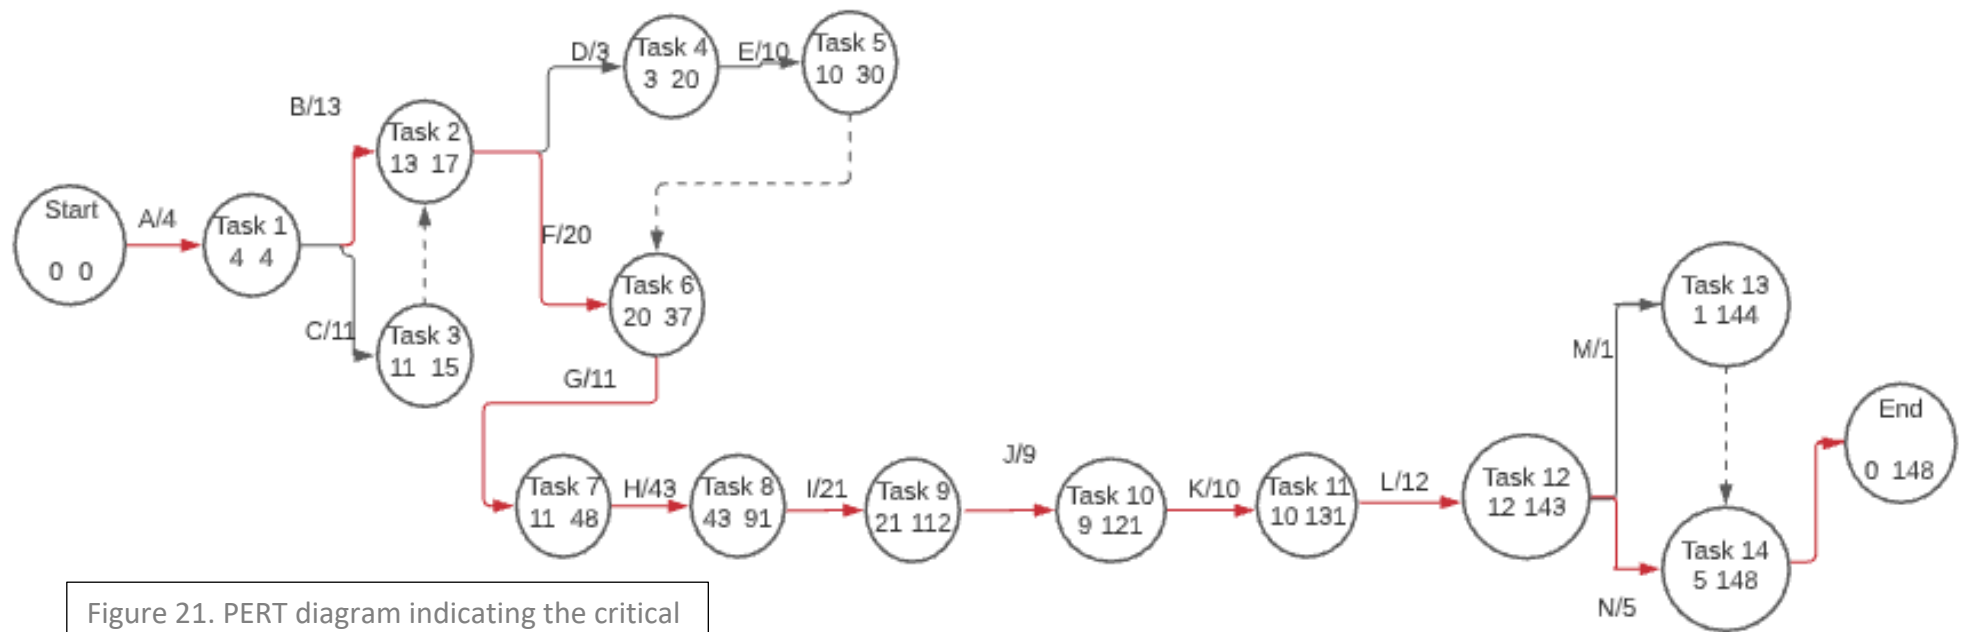 Start
0 0
A/4
Task 1
4 4
B/13
Task 2
13 17
C/11
Task 3
11 15
D/3
Task 4
3 20
E/10
Task 5
10 30
F/20
Task 6
20 37
G/11
Task 7
11 48
H/43
Task 8
43 91
I/21
Task 9
21 112
J/9
Task 10
9 121
K/10
Task 11
10 131
L/12
Task 12
12 143
M/1
Task 13
1 144
N/5
Task 14
5 148
End
0 148
Figure 21. PERT diagram indicating the critical